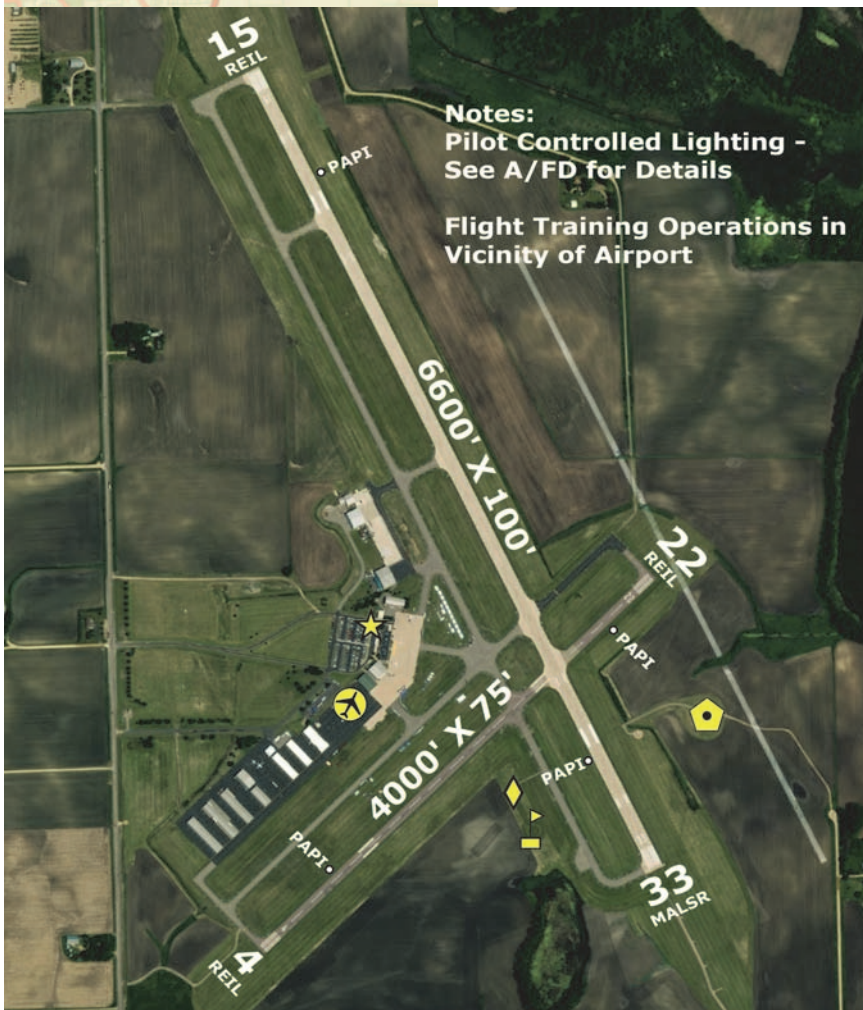 15
REIL
PAPI
Notes:
Pilot Controlled Lighting -
See A/FD for Details
Flight Training Operations in
Vicinity of Airport
6600' X 100'
22
REIL
PAPI
4000' X 75'
PAPI
PAPI
33
MALSR
4
REIL